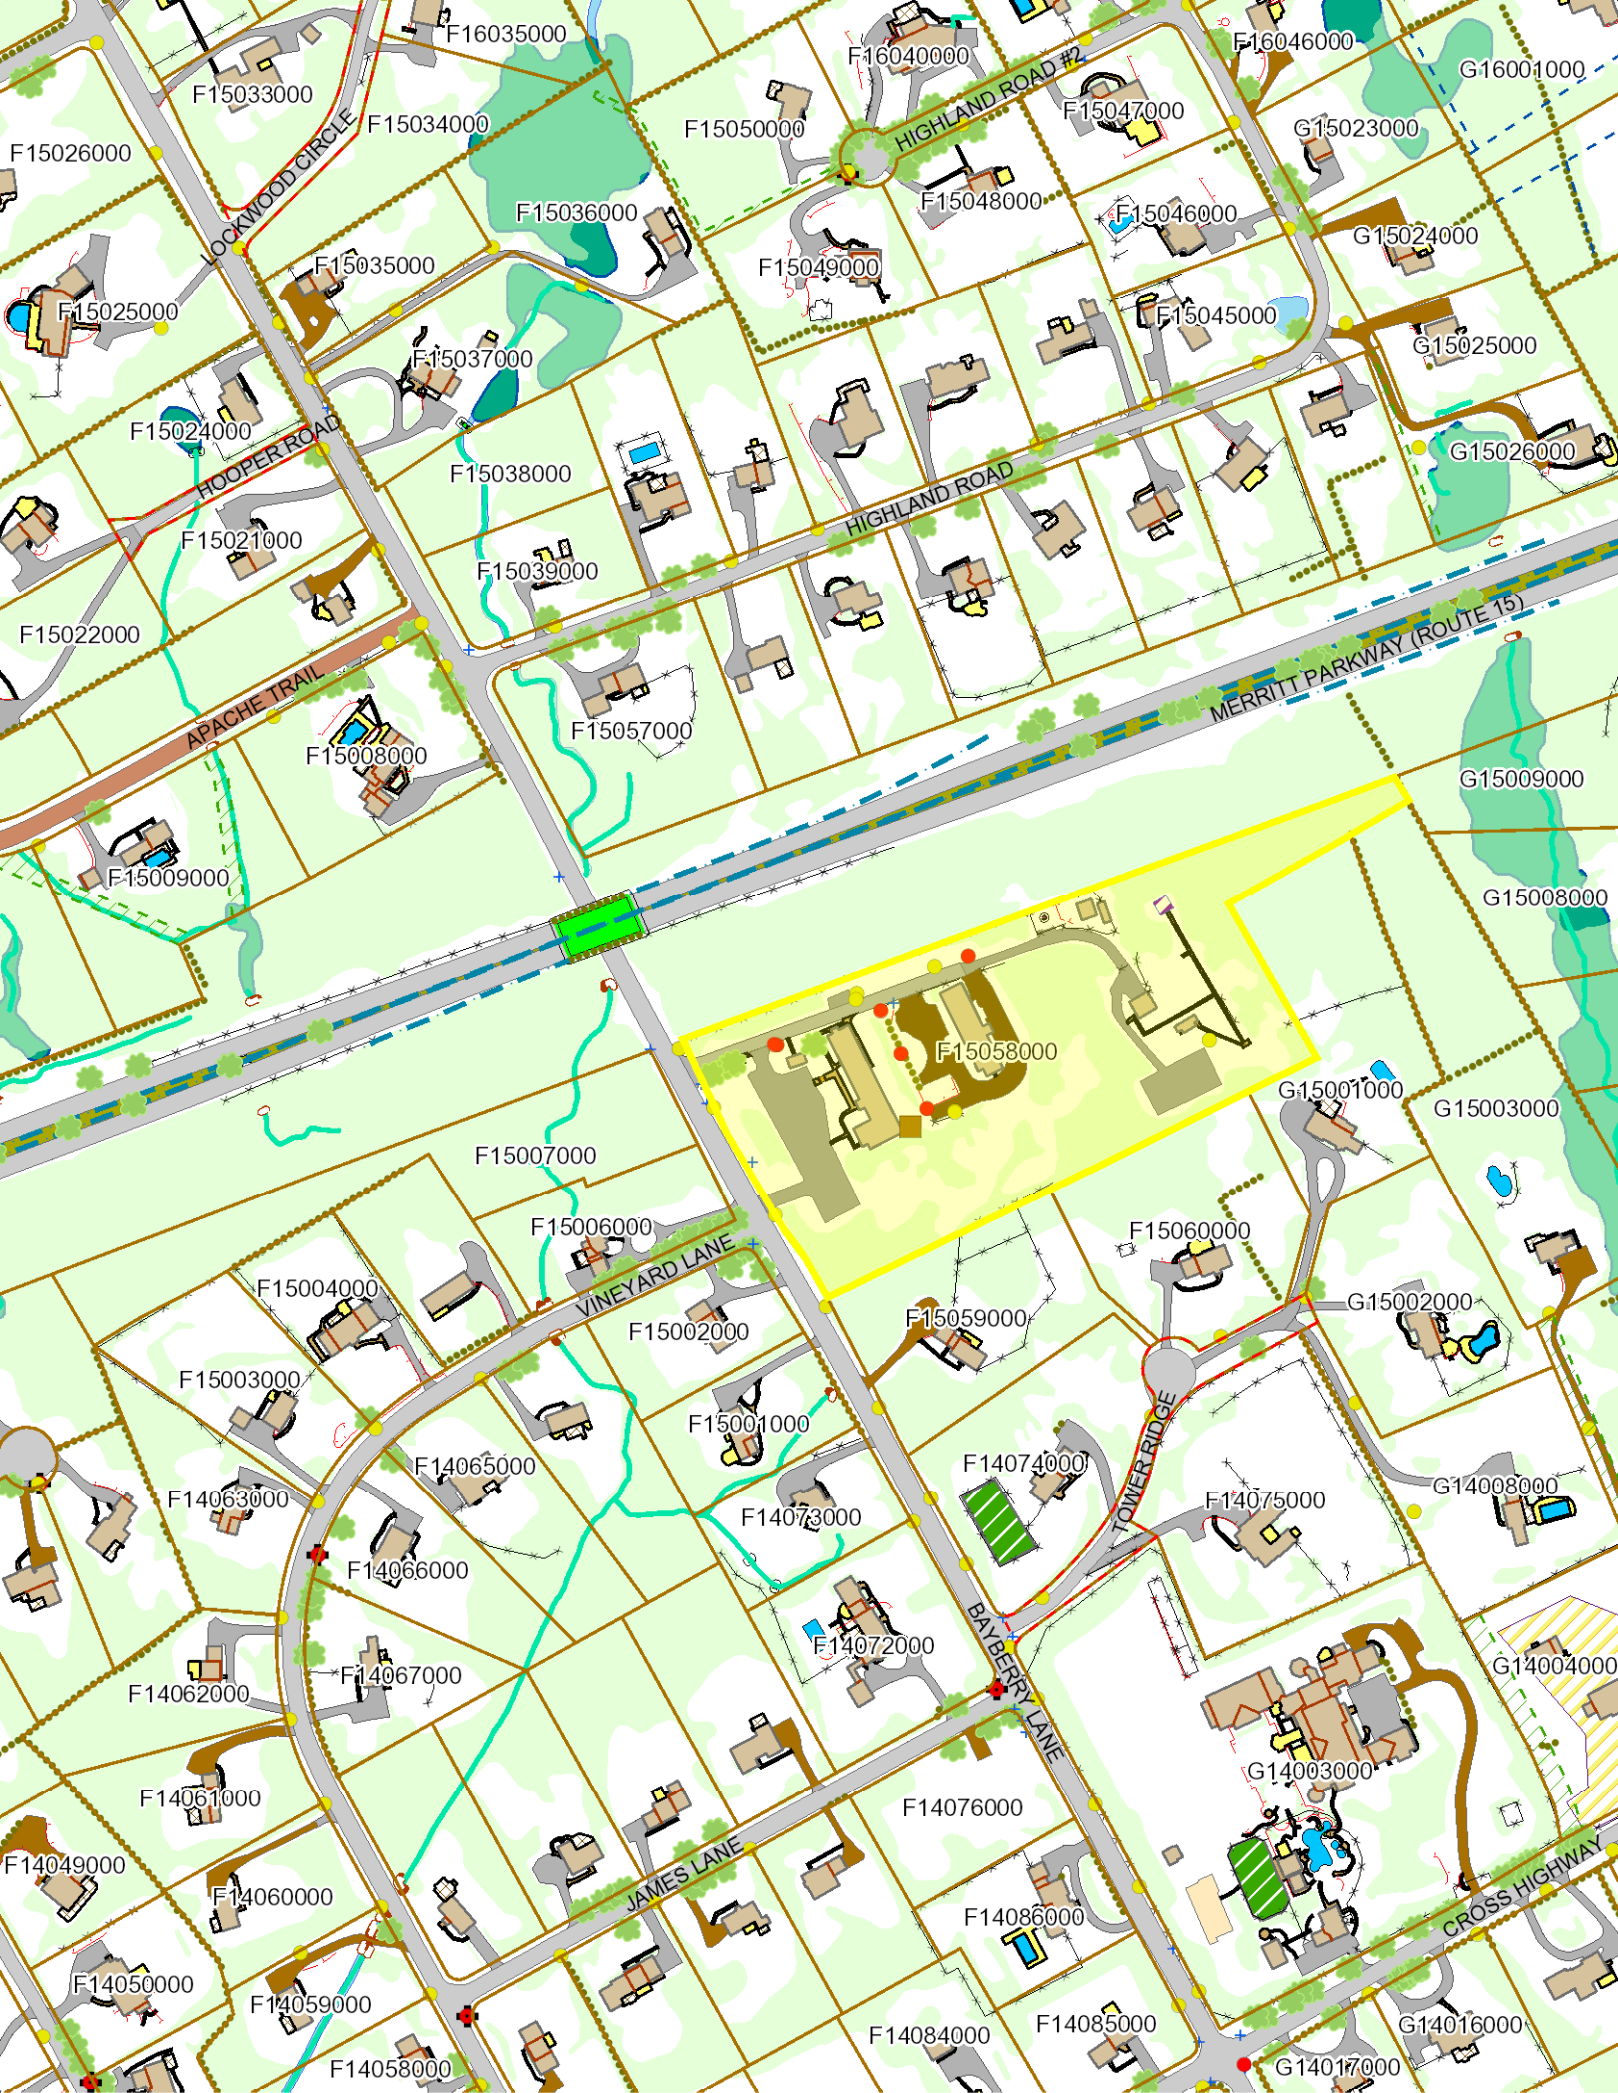 F16035000
F16040000
F16046000
G16001000
F15033000
F15034000
HIGHLAND ROAD #2
F15047000
F15050000
G15023000
F15026000
LOCKWOOD CIRCLE
F15036000
F15048000
F15046000
G15024000
F15035000
F15049000
F15025000
F15045000
G15025000
F15037000
F15024000
HOOPER ROAD
F15038000
G15026000
HIGHLAND ROAD
F15021000
F15039000
F15022000
MERRITT PARKWAY (ROUTE 15)
APACHE TRAIL
F15057000
F15008000
G15009000
F15009000
G15008000
F15058000
G15001000
G15003000
F15007000
F15006000
F15060000
VINEYARD LANE
F15004000
G15002000
F15059000
F15002000
F15003000
F15001000
TOWER RIDGE
F14065000
F14074000
G14008000
F14063000
F14075000
F14073000
F14066000
BAYBERRY LANE
F14072000
G14004000
F14067000
F14062000
G14003000
F14061000
F14076000
JAMES LANE
F14049000
F14060000
CROSS HIGHWAY
F14086000
F14050000
F14059000
F14085000
G14016000
F14084000
F14058000
G14017000